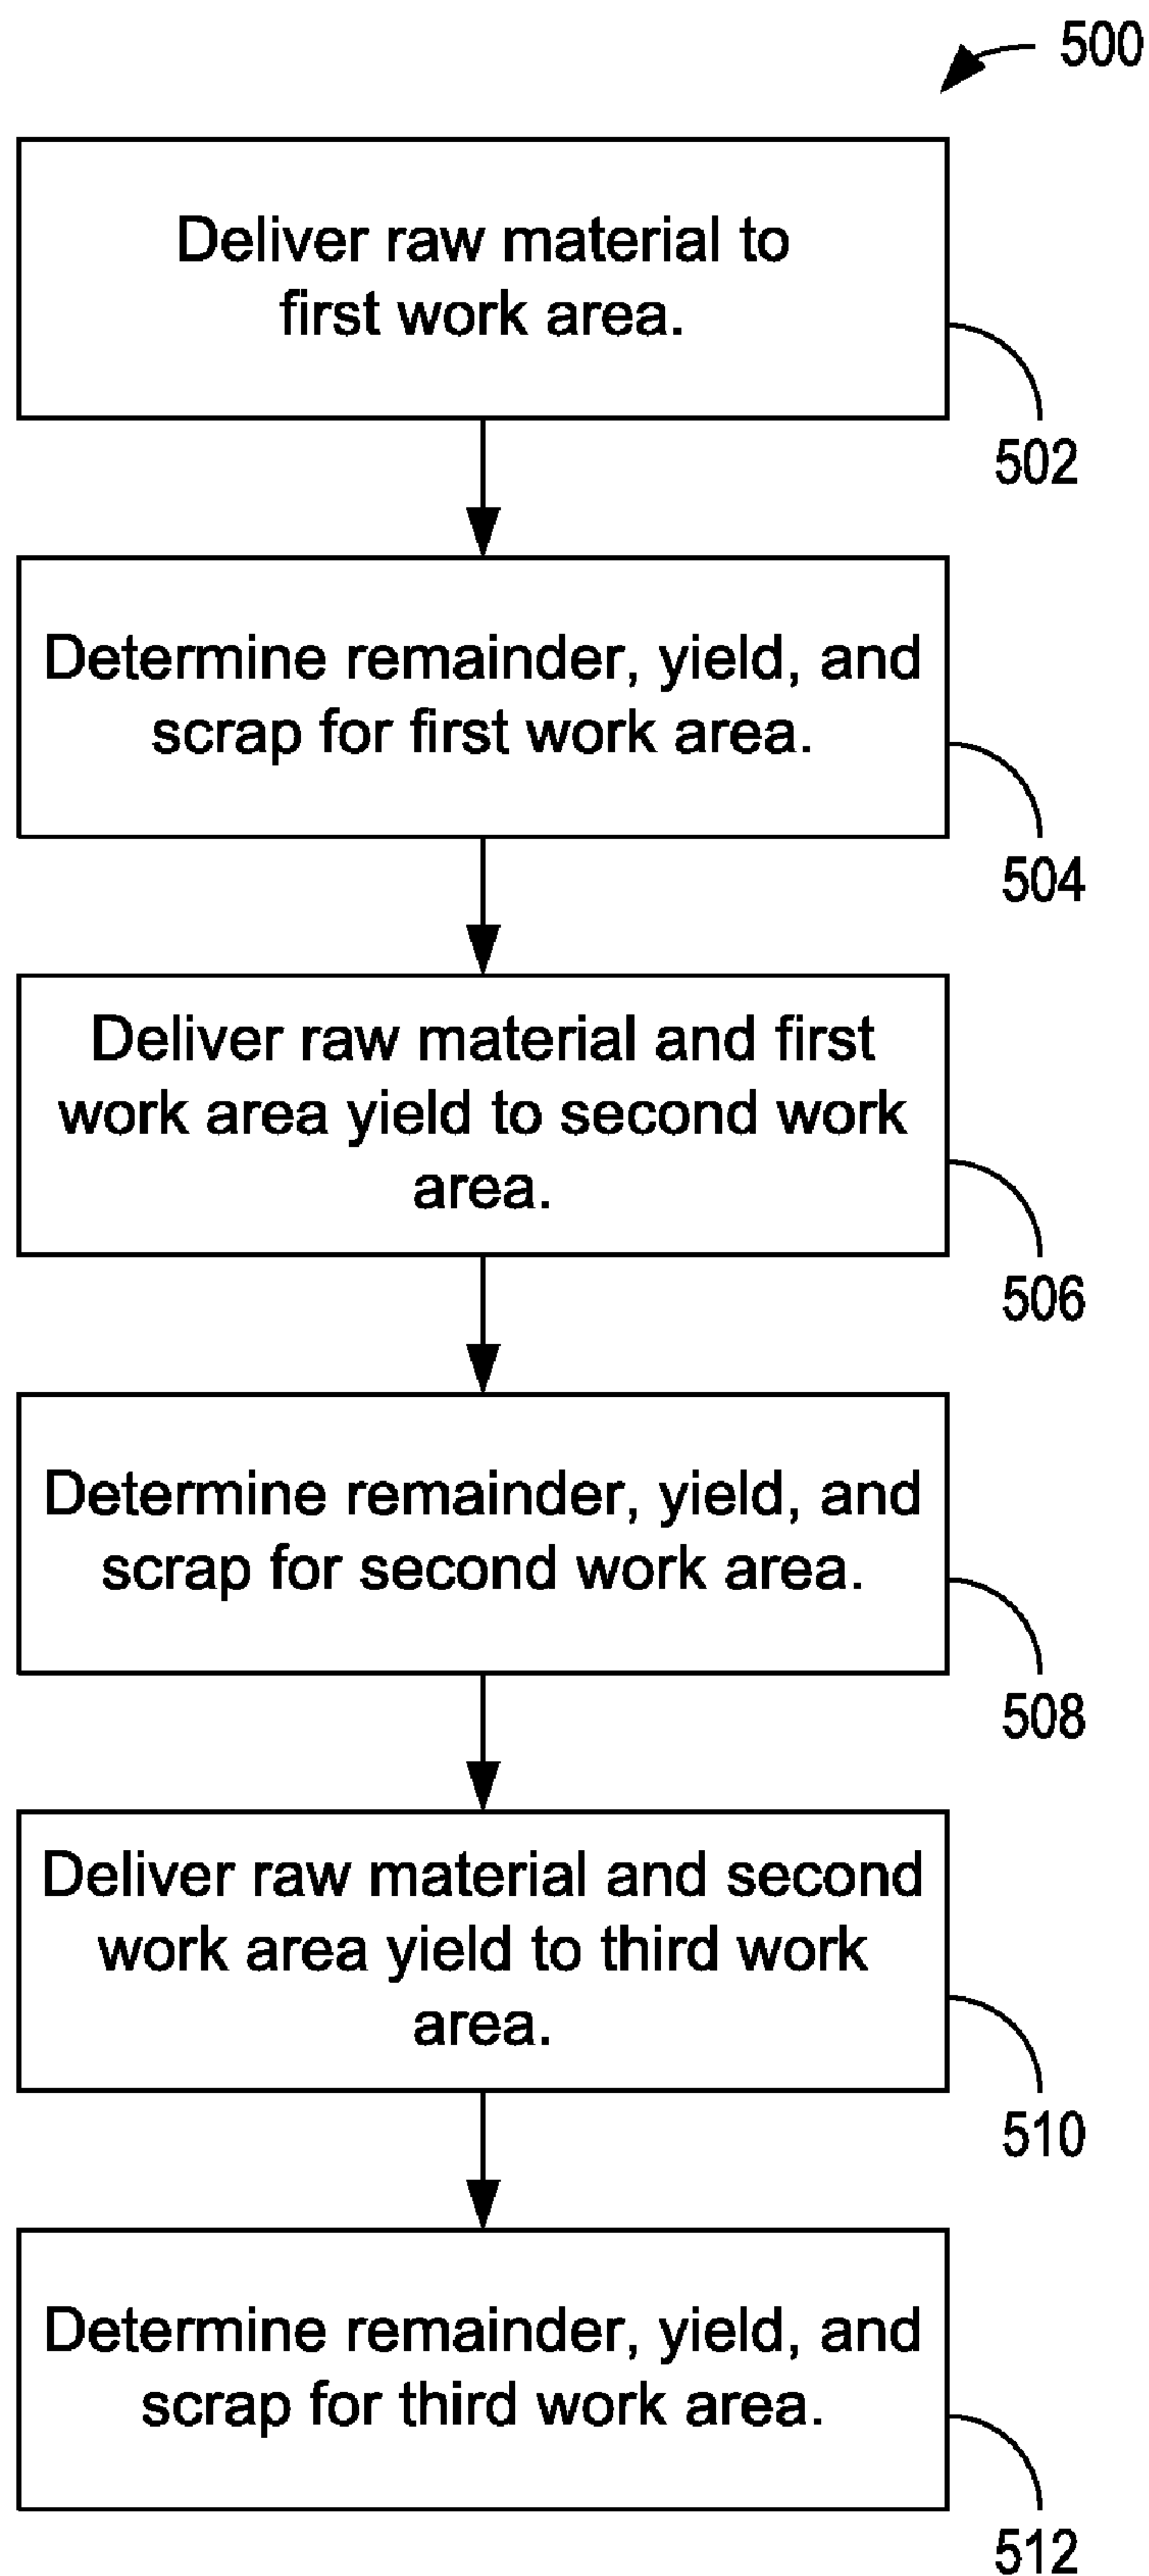 500
Deliver raw material to
first work area.
502
Determine remainder, yield, and
scrap for first work area.
504
Deliver raw material and first
work area yield to second work
area.
506
Determine remainder, yield, and
scrap for second work area.
508
Deliver raw material and second
work area yield to third work
area.
510
Determine remainder, yield, and
scrap for third work area.
512